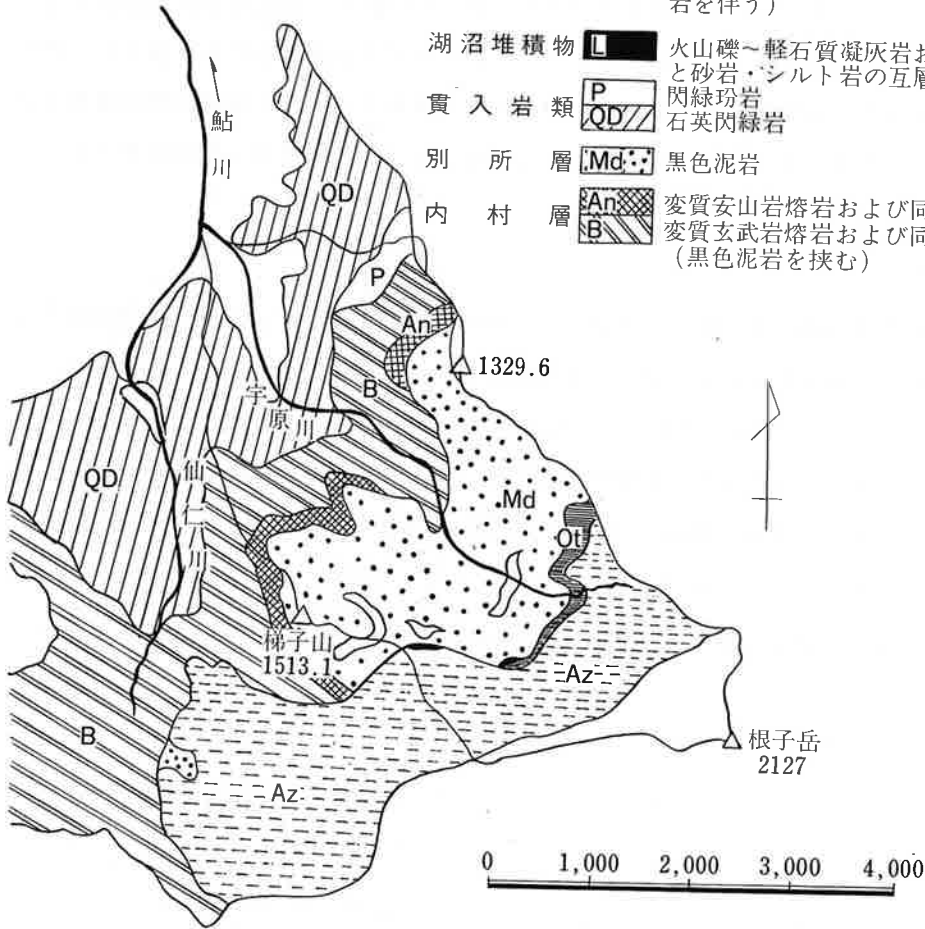 岩を伴う)
湖沼堆積物 L 火山礫~軽石質凝灰岩お
と砂岩・シルト岩の互層
貫入岩類 P 閃緑玢岩
QD 石英閃緑岩
別所層 Md 黒色泥岩
内村層 An 変質安山岩熔岩および同
B 変質玄武岩熔岩および同
(黒色泥岩を挟む)
鮎川
QD
P
An
1329.6
B
宇原川
QD
仙仁川
Md
Ot
梯子山
1513.1
Az
B
根子岳
2127
Az
0 1,000 2,000 3,000 4,000